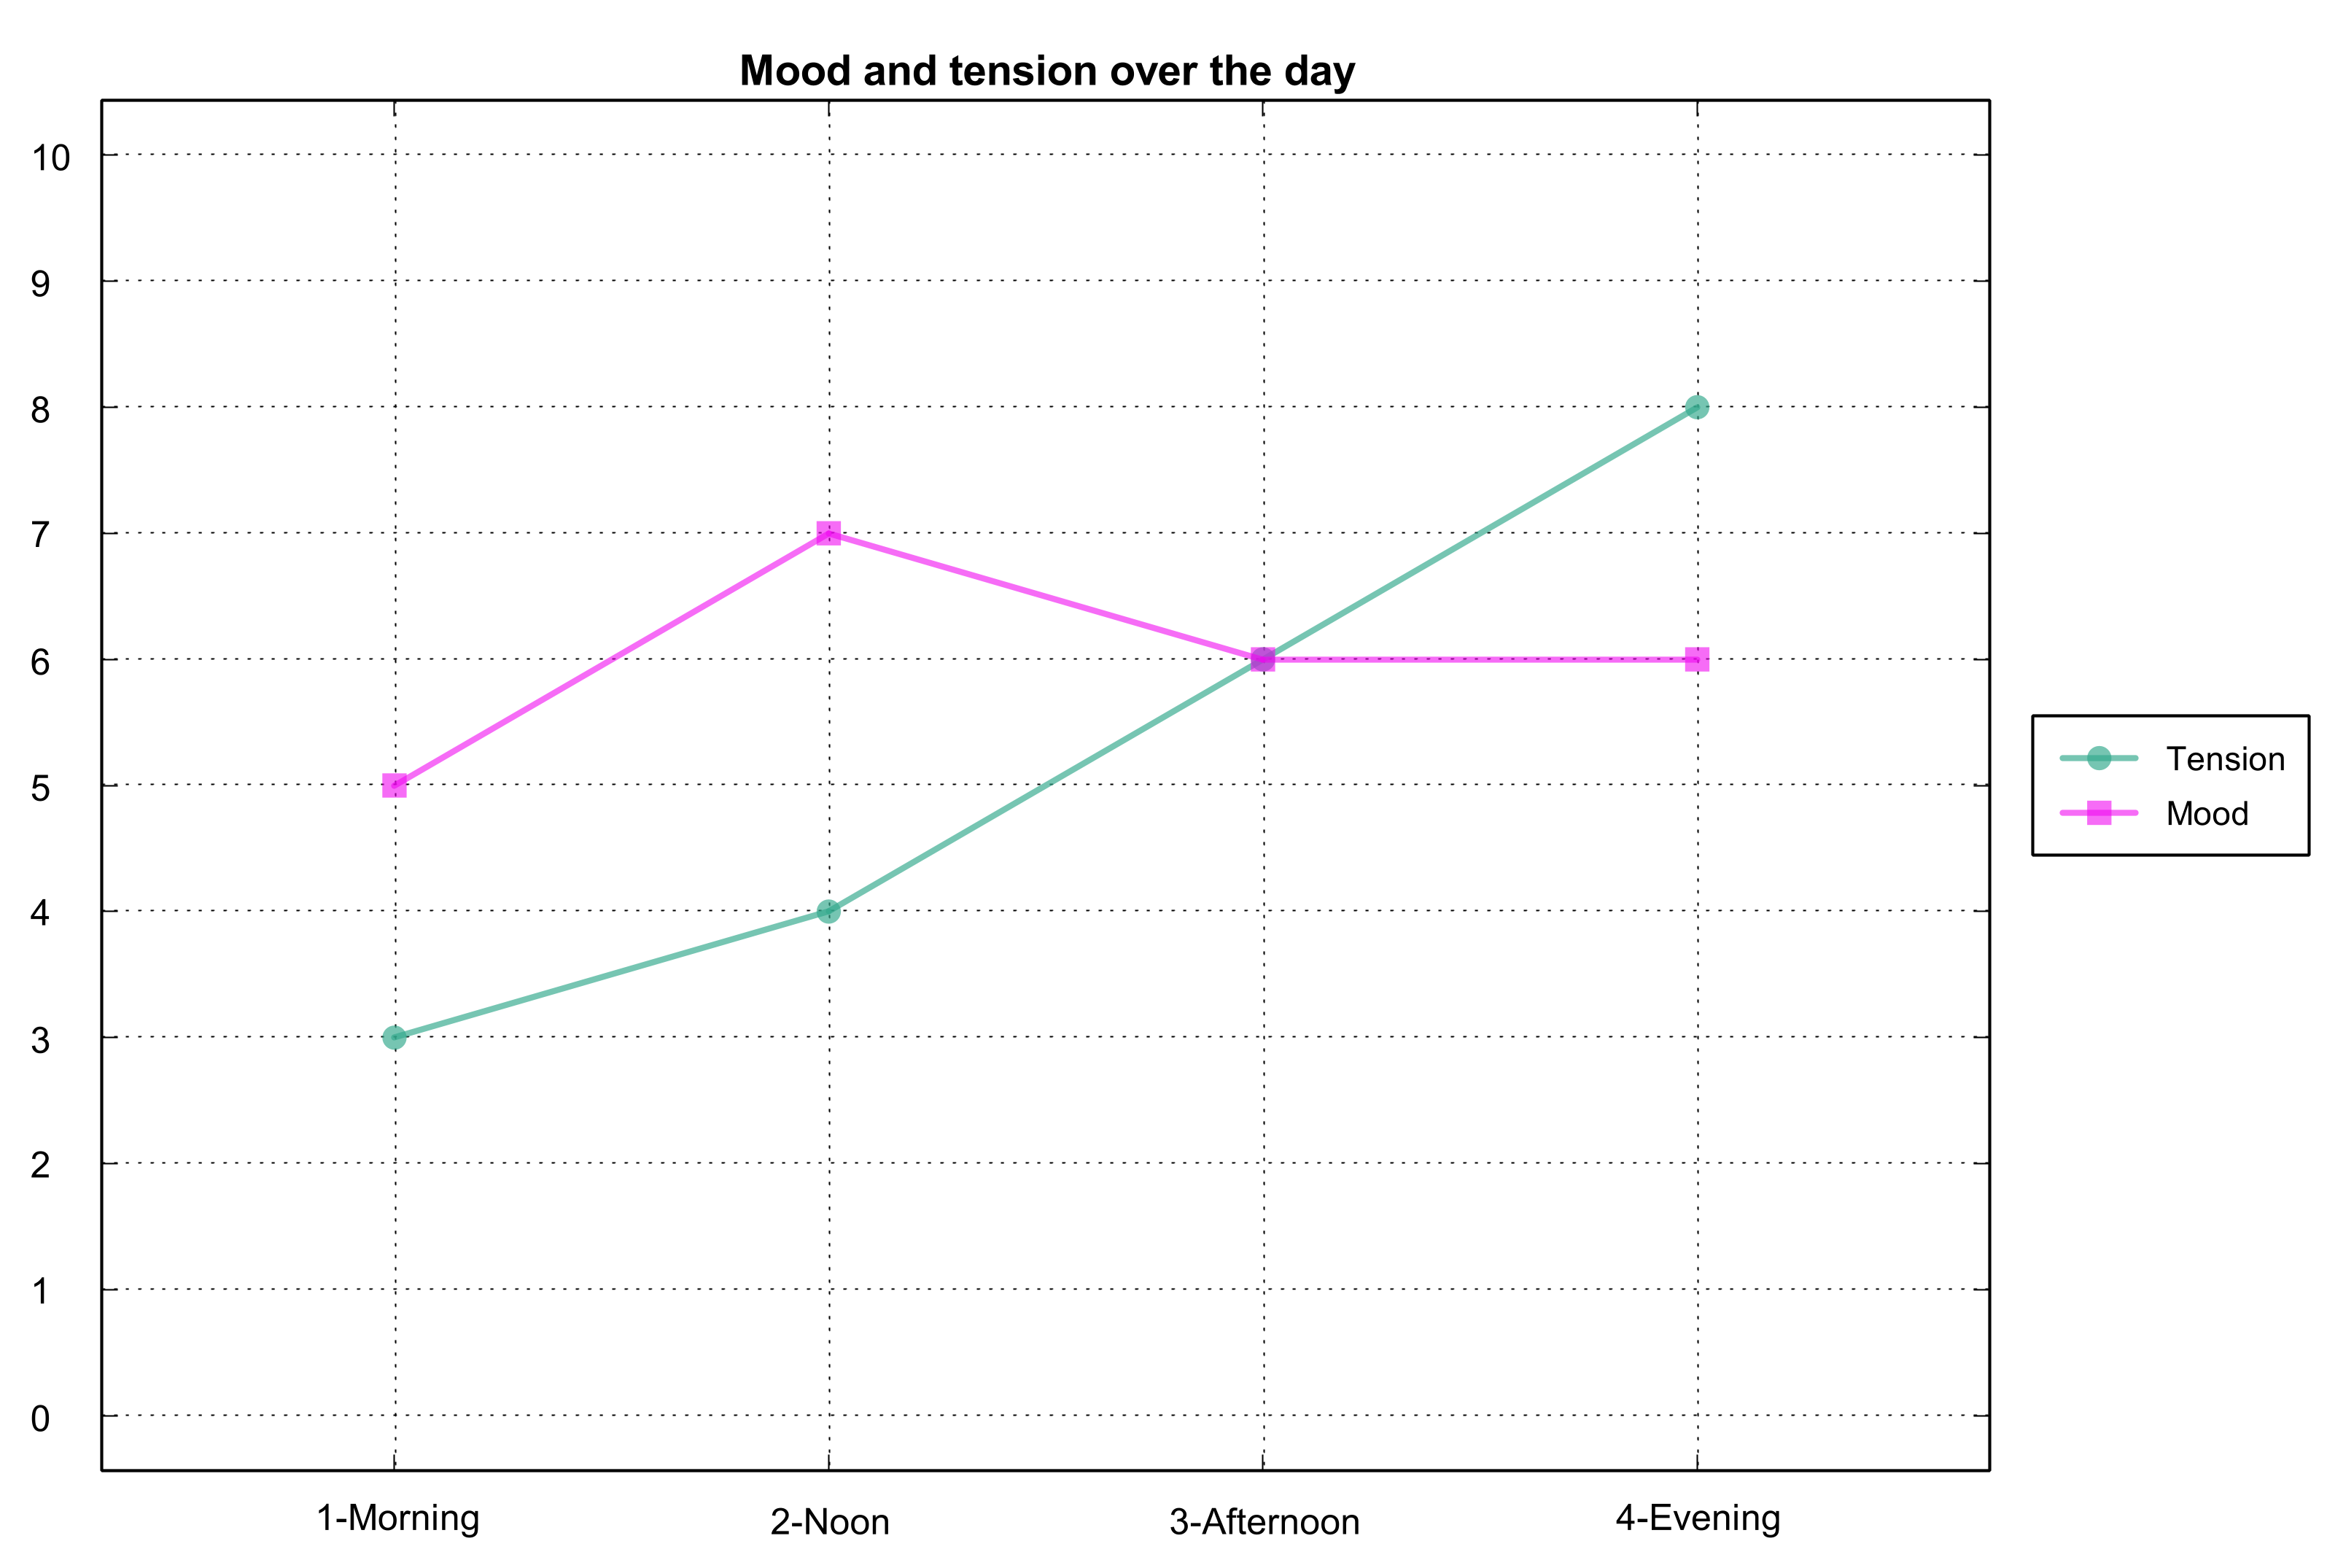 Mood and tension over the day
10
9
8
7
6
5
4
3
2
1
0
1-Morning
2-Noon
3-Afternoon
4-Evening
Tension
Mood